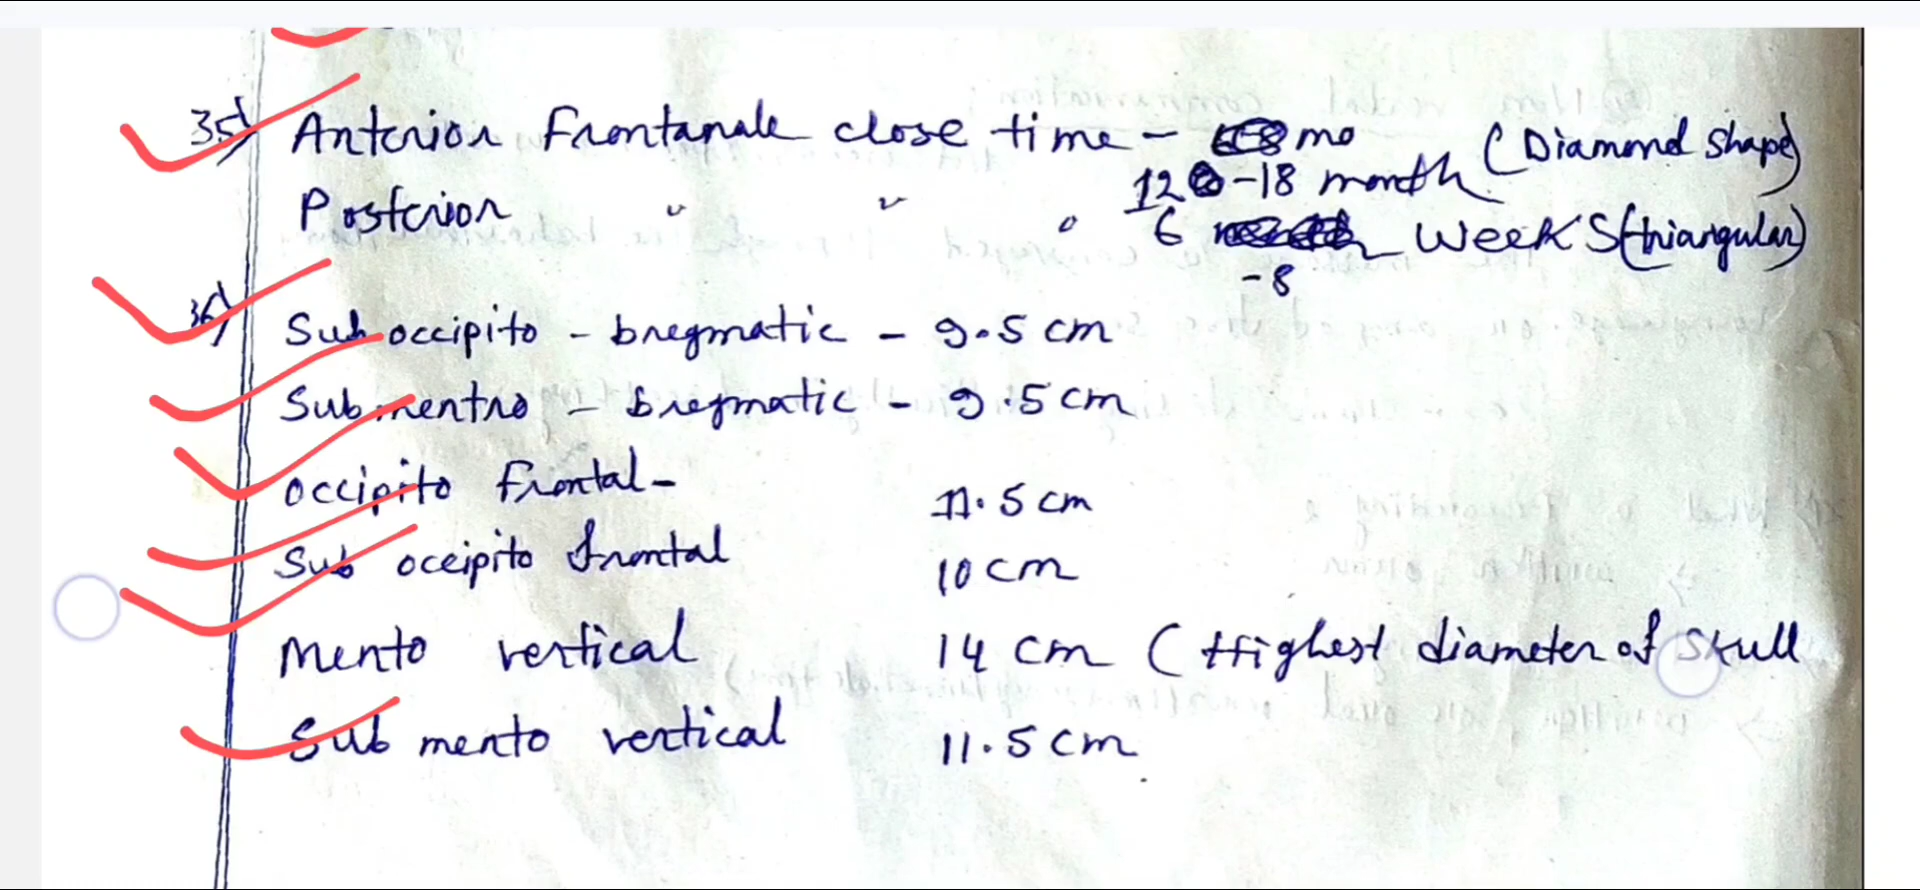 35) Anterior Frontanale close time - mo (Diamond shape)
12 -18 month
Posterior " " " 6 weeks (triangular)
-8
36) Sub occipito - bregmatic - 9.5 cm
Sub mentro - bregmatic - 9.5 cm
occipito frontal- 11.5 cm
Sub occipito frontal 10 cm
Mento vertical 14 cm (Highest diameter of skull
Sub mento vertical 11.5 cm